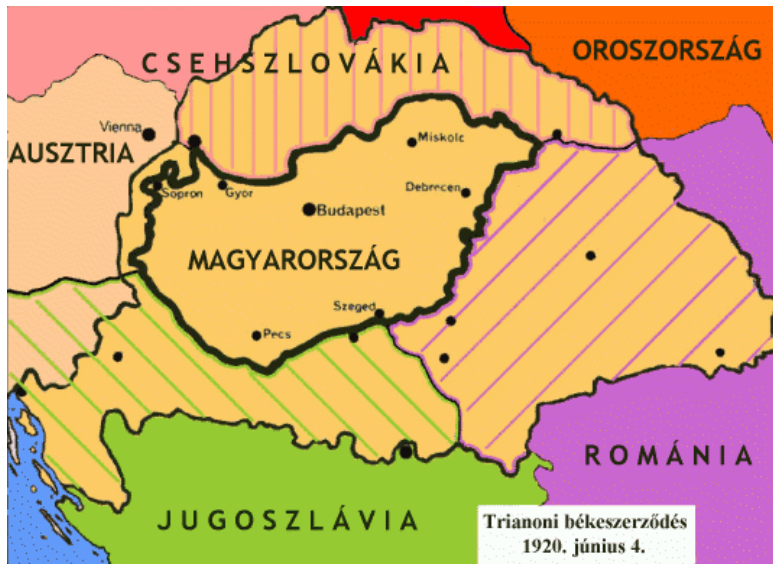 CSEHSZLOVÁKIA
OROSZORSZÁG
Vienna
AUSZTRIA
Miskolc
Sopron
Győr
Debrecen
Budapest
MAGYARORSZÁG
Szeged
Pecs
ROMÁNIA
JUGOSZLÁVIA
Trianoni békeszerződés
1920. június 4.